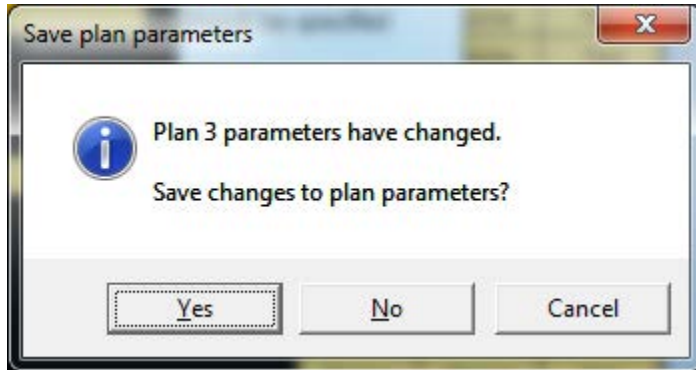 Save plan parameters
Plan 3 parameters have changed.
Save changes to plan parameters?
Yes
No
Cancel